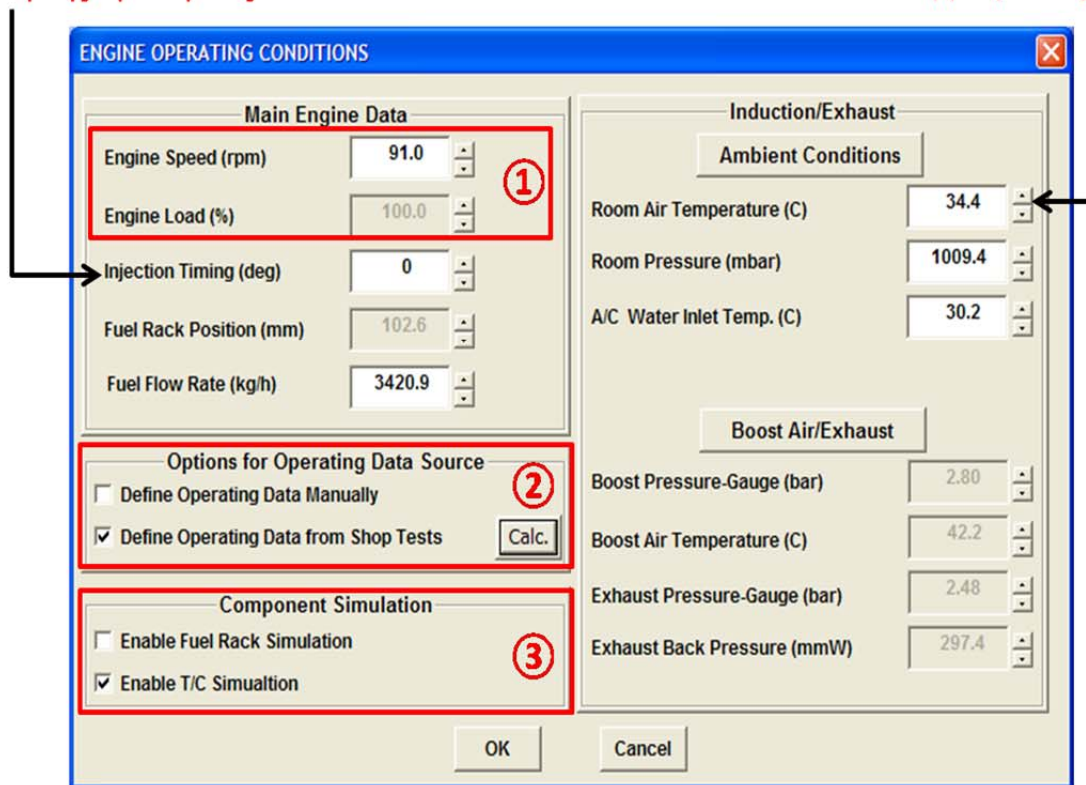 ENGINE OPERATING CONDITIONS
Main Engine Data
Engine Speed (rpm) 91.0
①
Engine Load (%) 100.0
Injection Timing (deg) 0
Fuel Rack Position (mm) 102.6
Fuel Flow Rate (kg/h) 3420.9
Options for Operating Data Source
②
Define Operating Data Manually
Define Operating Data from Shop Tests Calc.
Component Simulation
Enable Fuel Rack Simulation
③
Enable T/C Simualtion
Induction/Exhaust
Ambient Conditions
Room Air Temperature (C) 34.4
Room Pressure (mbar) 1009.4
A/C Water Inlet Temp. (C) 30.2
Boost Air/Exhaust
Boost Pressure-Gauge (bar) 2.80
Boost Air Temperature (C) 42.2
Exhaust Pressure-Gauge (bar) 2.48
Exhaust Back Pressure (mmW) 297.4
OK Cancel